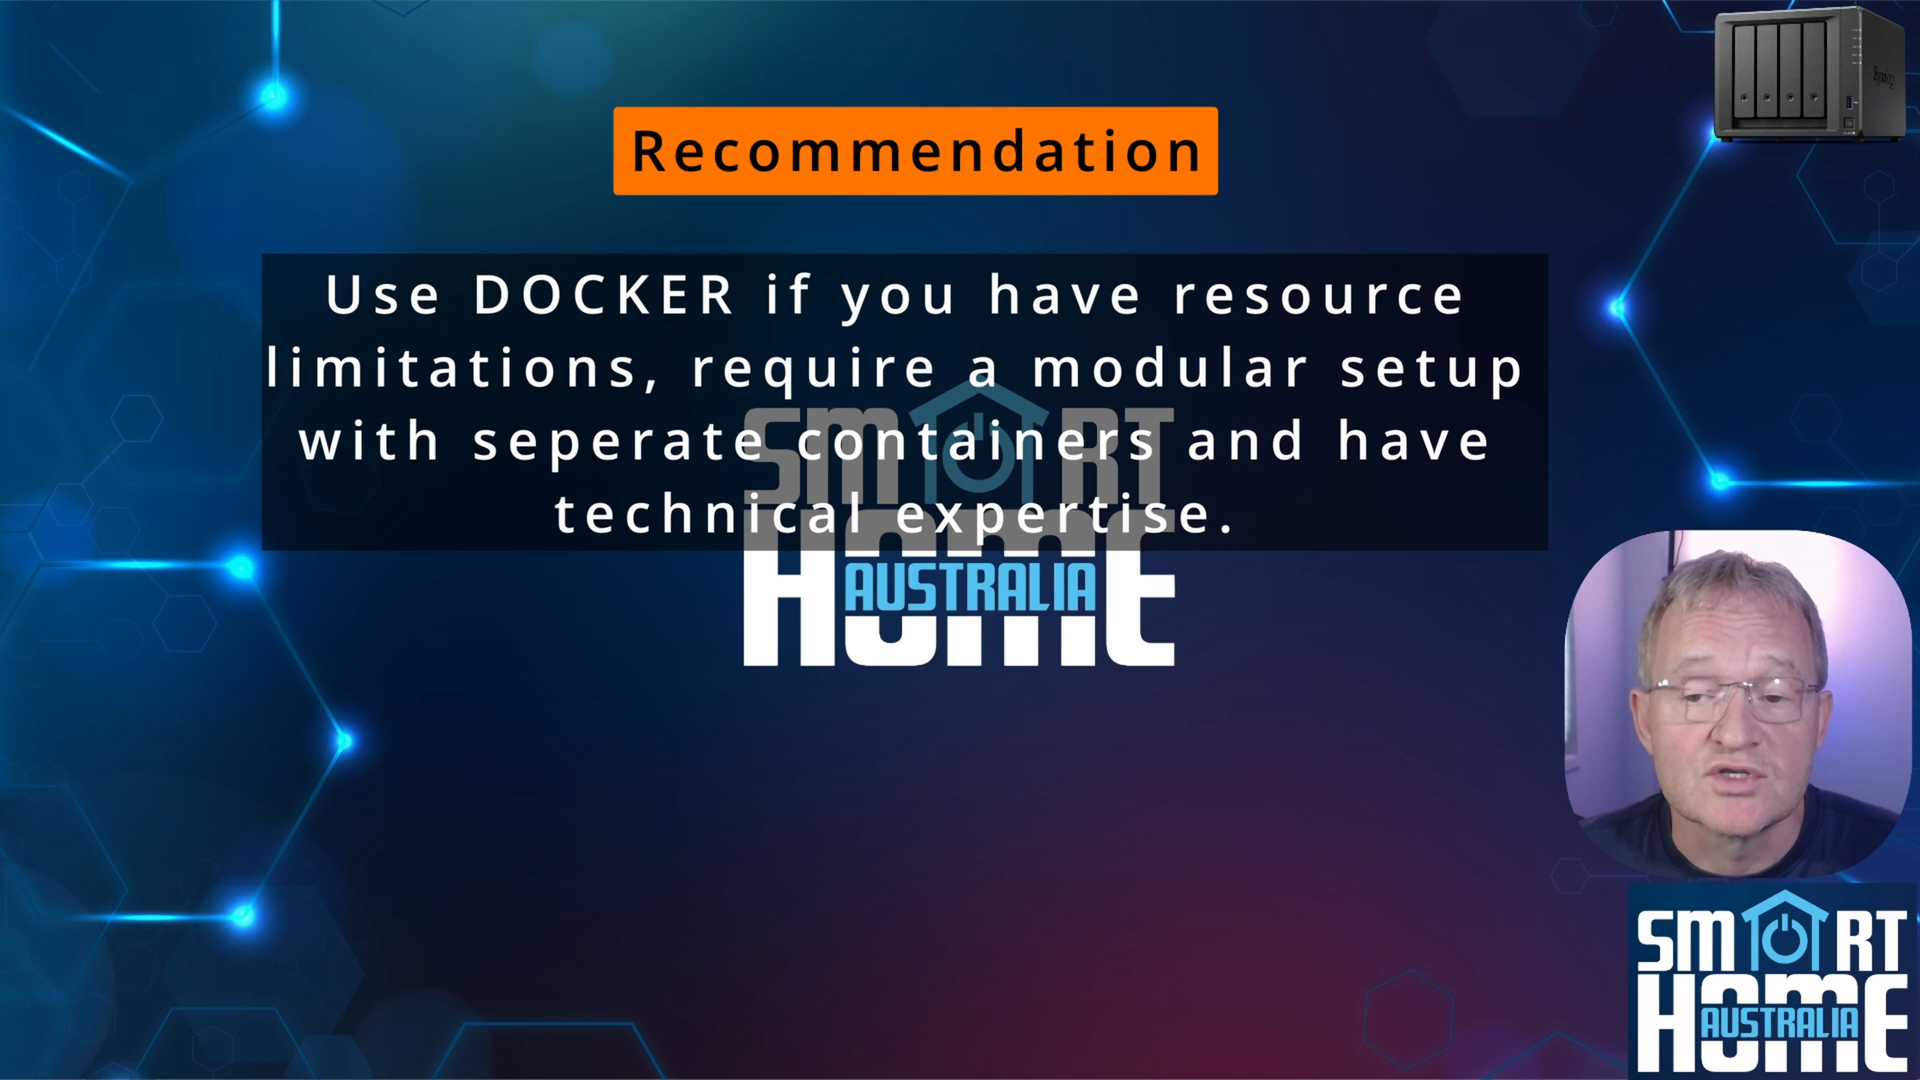 Recommendation
Use DOCKER if you have resource
limitations, require a modular setup
with seperate containers and have
technical expertise.
SMART
HOME
AUSTRALIA
Synology
SMART
HOME
AUSTRALIA